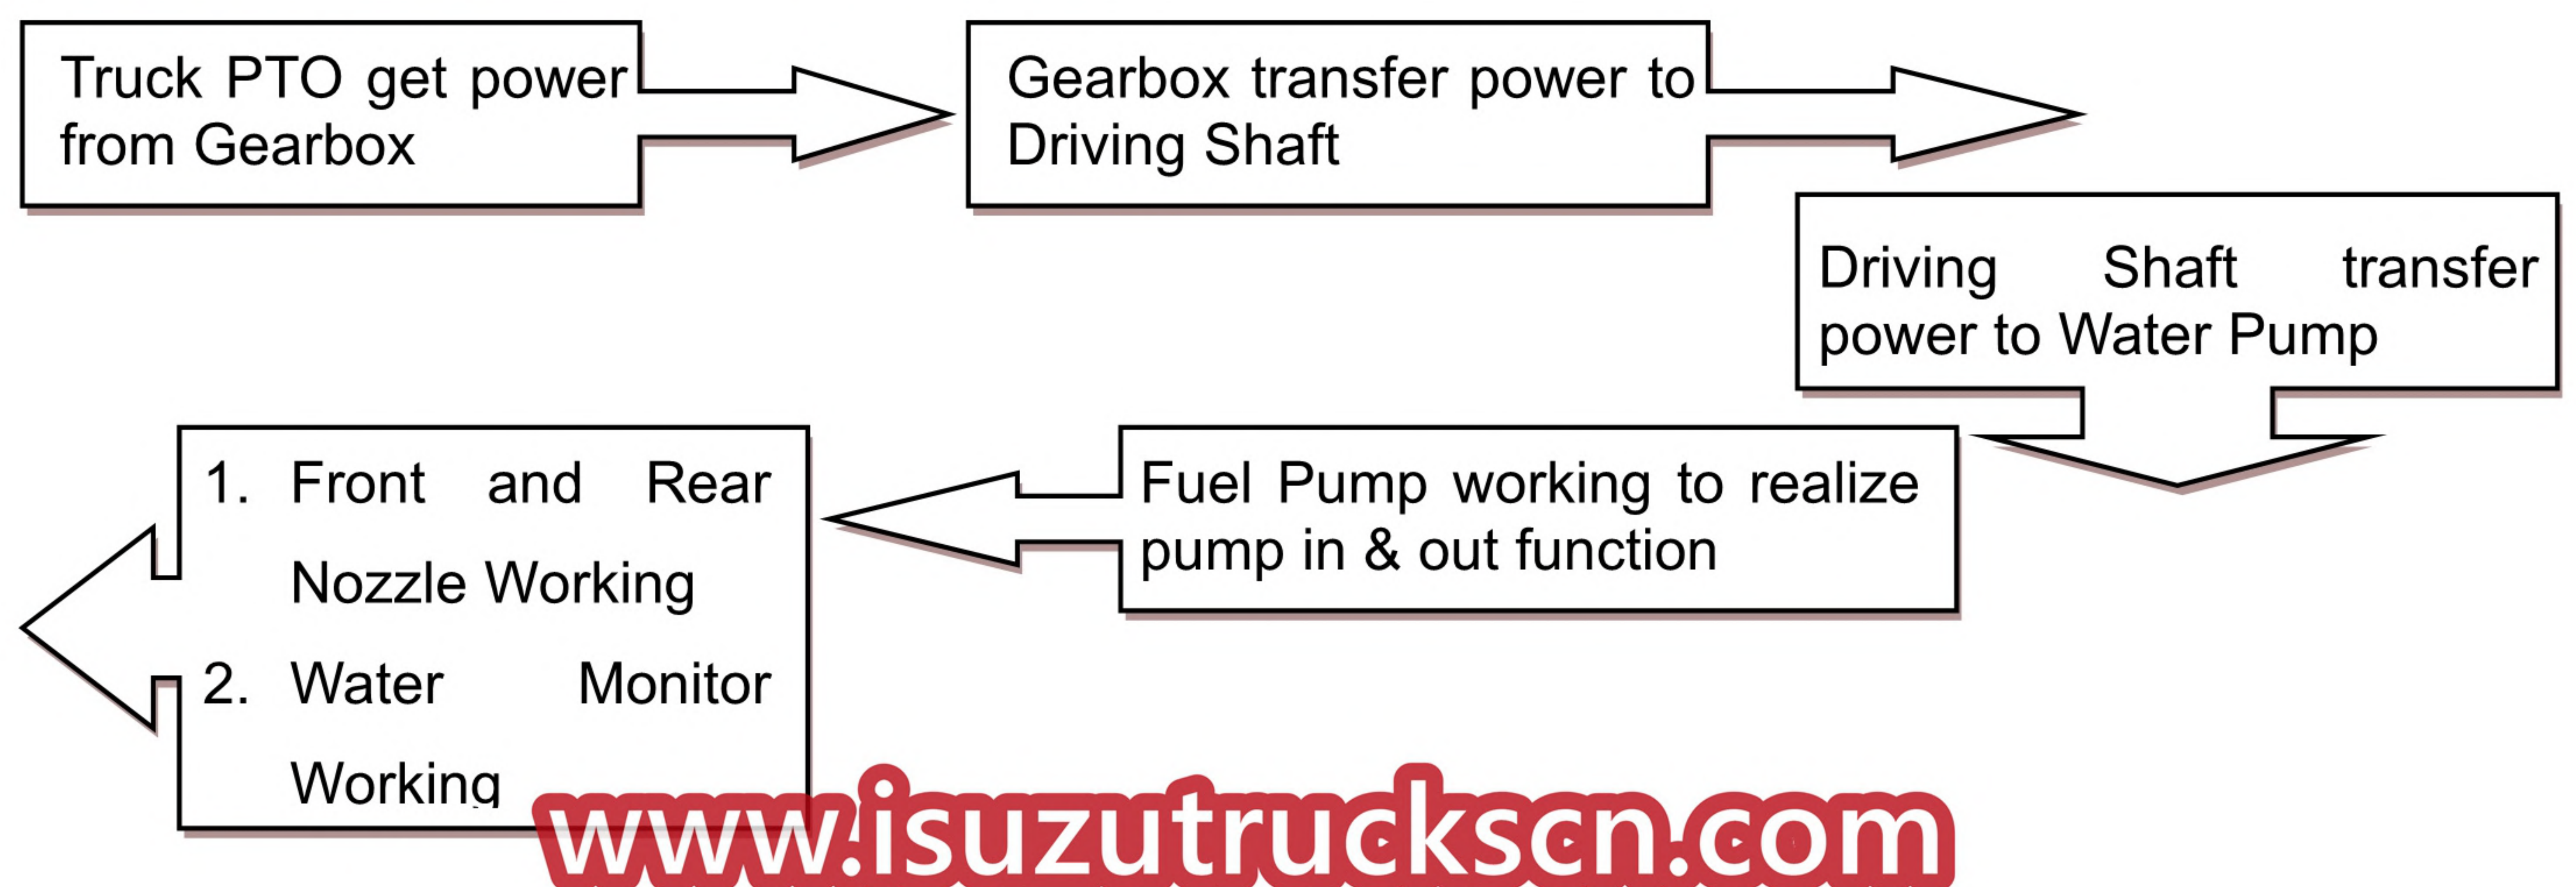 Truck PTO get power
from Gearbox
Gearbox transfer power to
Driving Shaft
Driving Shaft transfer
power to Water Pump
Fuel Pump working to realize
pump in & out function
1. Front and Rear
Nozzle Working
2. Water Monitor
Working
www.isuzutruckscn.com